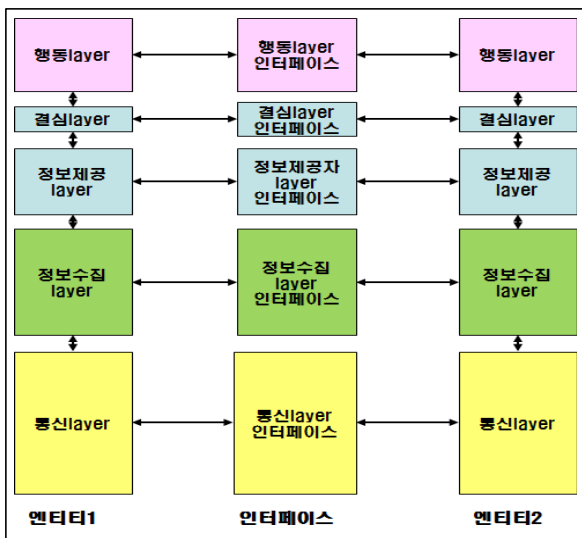 행동layer
행동layer
인터페이스
행동layer
결심layer
결심layer
인터페이스
결심layer
정보제공
layer
정보제공자
layer
인터페이스
정보제공
layer
정보수집
layer
정보수집
layer
인터페이스
정보수집
layer
통신layer
통신layer
인터페이스
통신layer
엔티티1
인터페이스
엔티티2